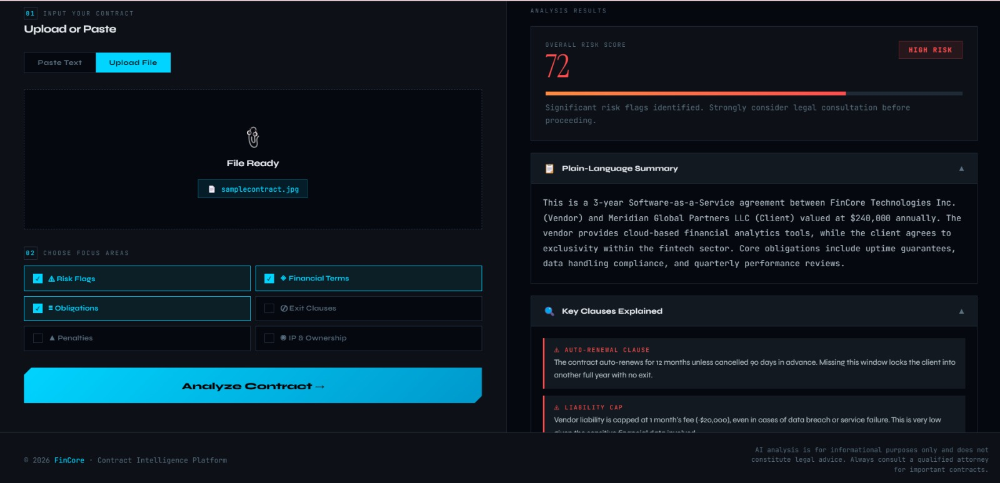 01 INPUT YOUR CONTRACT
Upload or Paste
Paste Text
Upload File
File Ready
samplecontract.jpg
02 CHOOSE FOCUS AREAS
✓ ⚠ Risk Flags
✓ ◈ Financial Terms
✓ ≡ Obligations
⊘ Exit Clauses
▲ Penalties
◉ IP & Ownership
Analyze Contract →
ANALYSIS RESULTS
OVERALL RISK SCORE
72
HIGH RISK
Significant risk flags identified. Strongly consider legal consultation before
proceeding.
Plain-Language Summary ▲
This is a 3-year Software-as-a-Service agreement between FinCore Technologies Inc.
(Vendor) and Meridian Global Partners LLC (Client) valued at $240,000 annually. The
vendor provides cloud-based financial analytics tools, while the client agrees to
exclusivity within the fintech sector. Core obligations include uptime guarantees,
data handling compliance, and quarterly performance reviews.
Key Clauses Explained ▲
⚠ AUTO-RENEWAL CLAUSE
The contract auto-renews for 12 months unless cancelled 90 days in advance. Missing this window locks the client into
another full year with no exit.
⚠ LIABILITY CAP
Vendor liability is capped at 1 month's fee (~$20,000), even in cases of data breach or service failure. This is very low
given the sensitive financial data involved.
© 2026 FinCore · Contract Intelligence Platform
AI analysis is for informational purposes only and does not
constitute legal advice. Always consult a qualified attorney
for important contracts.